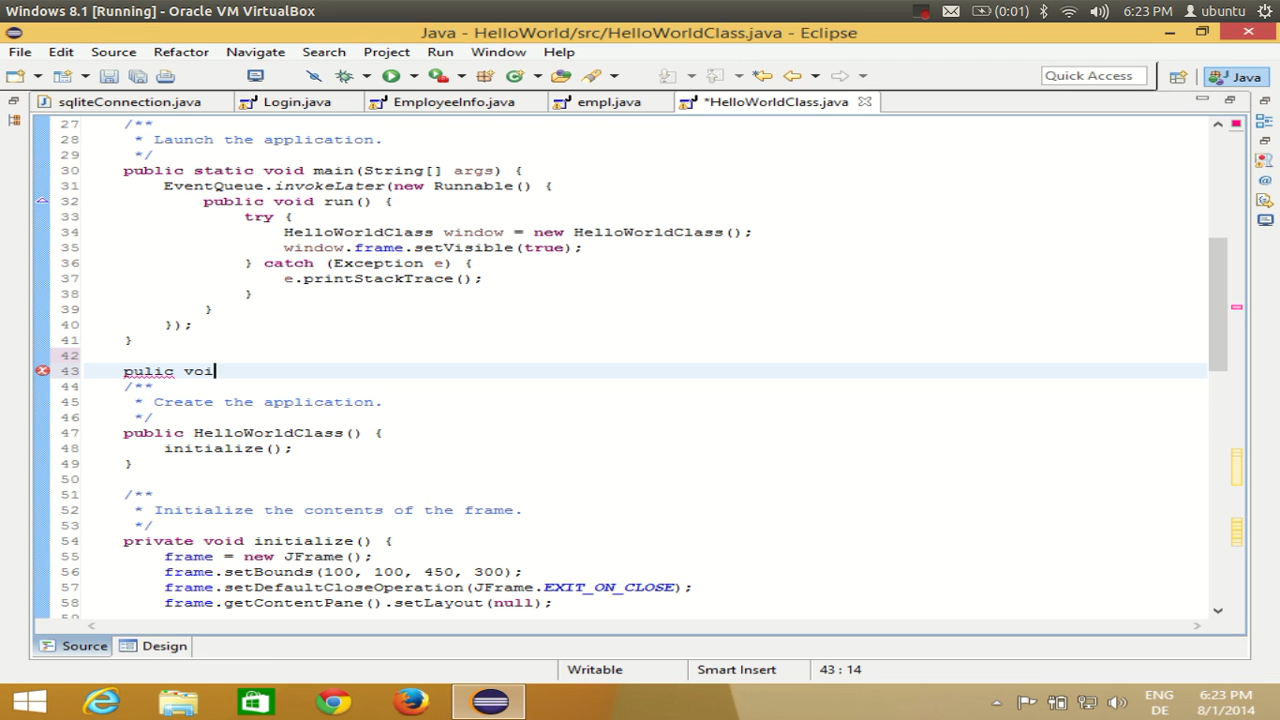 Windows 8.1 [Running] - Oracle VM VirtualBox (0:01) 6:23 PM ubuntu
Java - HelloWorld/src/HelloWorldClass.java - Eclipse
File Edit Source Refactor Navigate Search Project Run Window Help
Quick Access Java
sqliteConnection.java Login.java EmployeeInfo.java empl.java *HelloWorldClass.java
27 /**
28 * Launch the application.
29 */
30 public static void main(String[] args) {
31 EventQueue.invokeLater(new Runnable() {
32 public void run() {
33 try {
34 HelloWorldClass window = new HelloWorldClass();
35 window.frame.setVisible(true);
36 } catch (Exception e) {
37 e.printStackTrace();
38 }
39 }
40 });
41 }
42
43 pulic voi
44 /**
45 * Create the application.
46 */
47 public HelloWorldClass() {
48 initialize();
49 }
50
51 /**
52 * Initialize the contents of the frame.
53 */
54 private void initialize() {
55 frame = new JFrame();
56 frame.setBounds(100, 100, 450, 300);
57 frame.setDefaultCloseOperation(JFrame.EXIT_ON_CLOSE);
58 frame.getContentPane().setLayout(null);
Source Design
Writable Smart Insert 43 : 14
ENG 6:23 PM
DE 8/1/2014